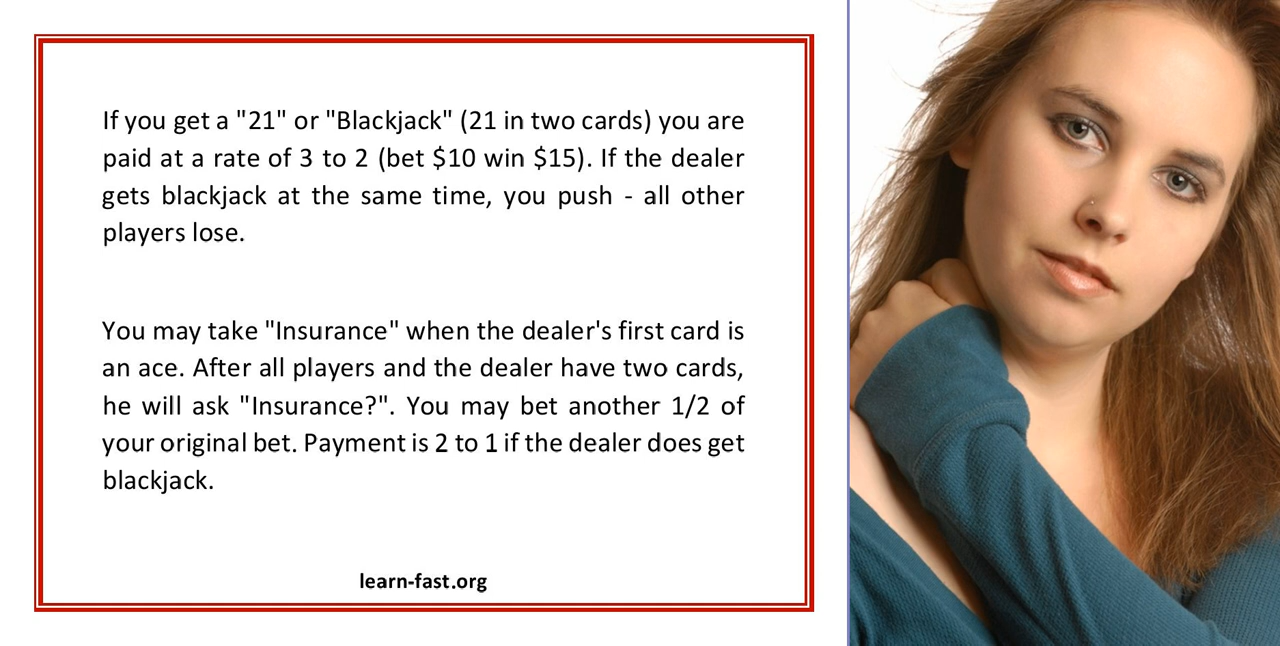 If you get a "21" or "Blackjack" (21 in two cards) you are
paid at a rate of 3 to 2 (bet $10 win $15). If the dealer
gets blackjack at the same time, you push - all other
players lose.
You may take "Insurance" when the dealer's first card is
an ace. After all players and the dealer have two cards,
he will ask "Insurance?". You may bet another 1/2 of
your original bet. Payment is 2 to 1 if the dealer does get
blackjack.
learn-fast.org